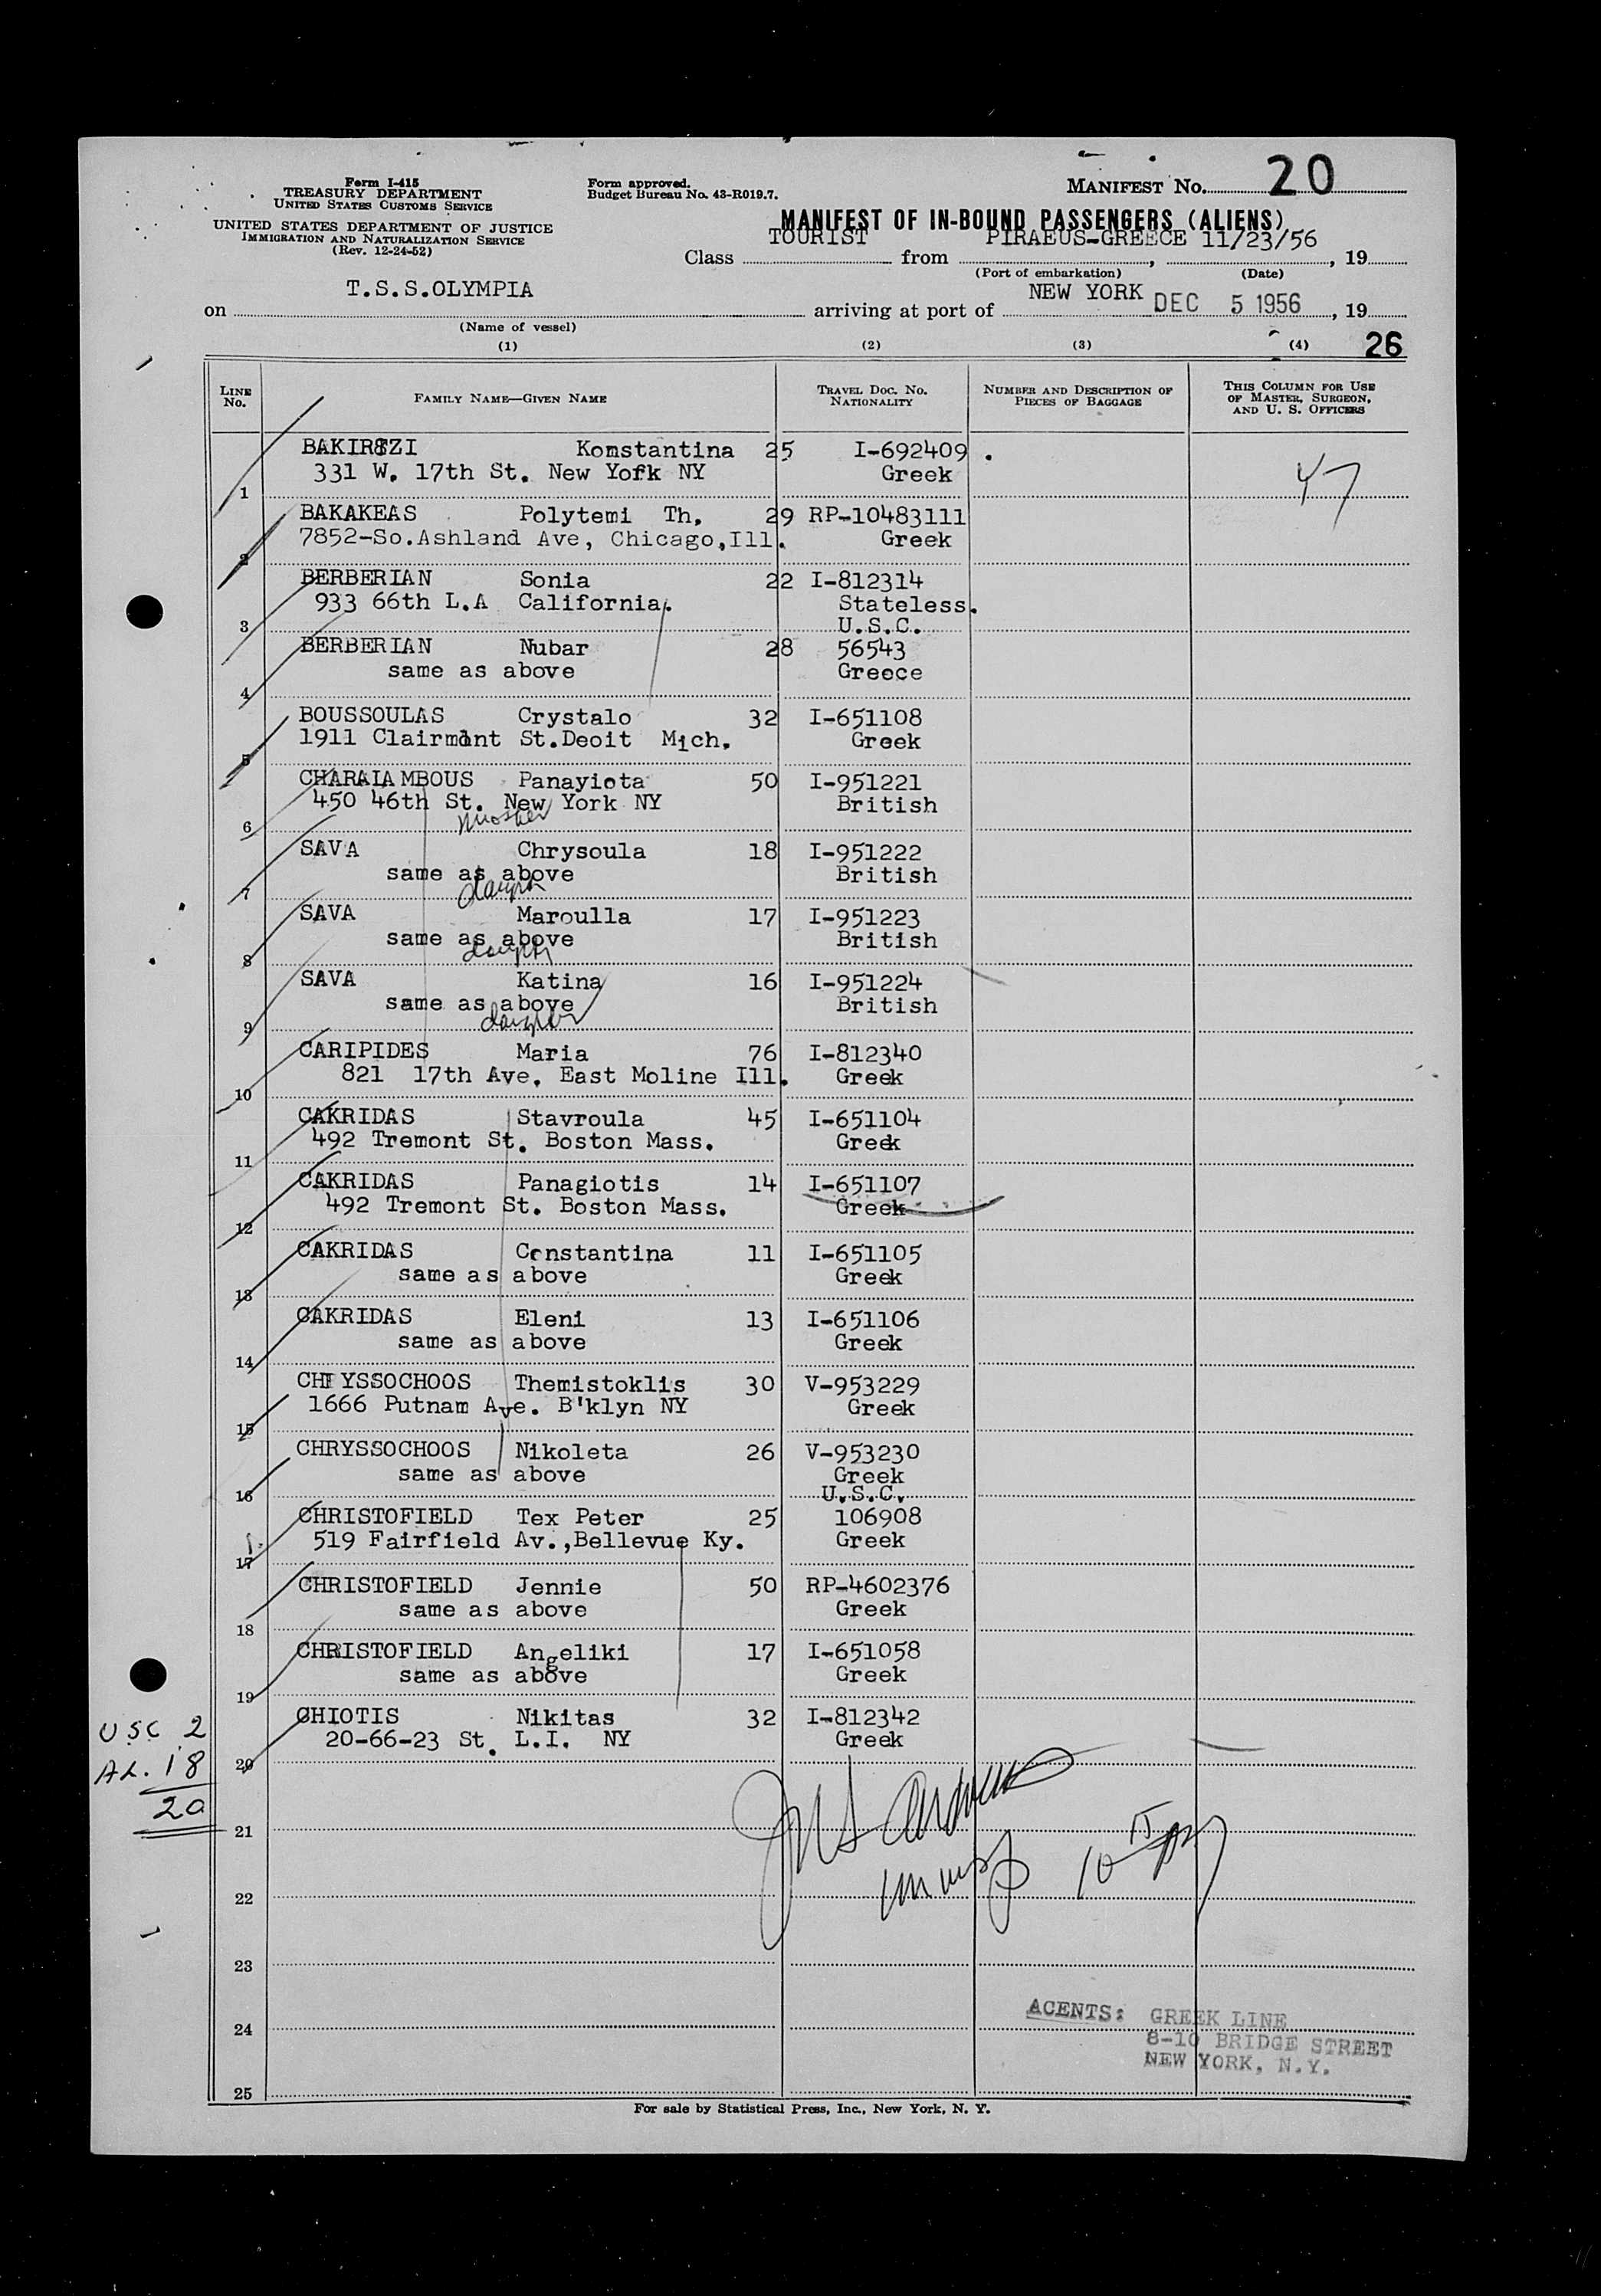 Form I-415
TREASURY DEPARTMENT
UNITED STATES CUSTOMS SERVICE
UNITED STATES DEPARTMENT OF JUSTICE
IMMIGRATION AND NATURALIZATION SERVICE
(Rev. 12-24-52)
Form approved.
Budget Bureau No. 43-R019.7.
MANIFEST NO. 20
MANIFEST OF IN-BOUND PASSENGERS (ALIENS)
Class TOURIST from PIRAEUS-GREECE 11/23/56, 19
(Port of embarkation) (Date)
on T.S.S.OLYMPIA arriving at port of NEW YORK DEC 5 1956, 19
(Name of vessel)
(1) (2) (3) (4) 26
LINE NO. FAMILY NAME—GIVEN NAME TRAVEL DOC. NO. NATIONALITY NUMBER AND DESCRIPTION OF PIECES OF BAGGAGE THIS COLUMN FOR USE OF MASTER, SURGEON, AND U. S. OFFICERS
BAKIRTZI Komstantina 25 I-692409 .
1 331 W. 17th St. New York NY Greek 47
BAKAKEAS Polytemi Th. 29 RP-10483111
2 7852-So.Ashland Ave, Chicago,Ill. Greek
BERBERIAN Sonia 22 I-812314
933 66th L.A California. Stateless.
3 U.S.C.
BERBERIAN Nubar 28 56543
4 same as above Greece
BOUSSOULAS Crystalo 32 I-651108
5 1911 Clairmont St.Deoit Mich. Greek
CHARAIAMBOUS Panayiota 50 I-951221
450 46th St. New York NY British
6 mother
SAVA Chrysoula 18 I-951222
same as above British
7 daugh
SAVA Maroulla 17 I-951223
same as above British
8 daugh
SAVA Katina 16 I-951224
same as above British
9 daughter
CARIPIDES Maria 76 I-812340
10 821 17th Ave. East Moline Ill. Greek
CAKRIDAS Stavroula 45 I-651104
11 492 Tremont St. Boston Mass. Greek
CAKRIDAS Panagiotis 14 I-651107
12 492 Tremont St. Boston Mass. Greek
CAKRIDAS Constantina 11 I-651105
13 same as above Greek
CAKRIDAS Eleni 13 I-651106
14 same as above Greek
CHRYSSOCHOOS Themistoklis 30 V-953229
15 1666 Putnam Ave. B'klyn NY Greek
CHRYSSOCHOOS Nikoleta 26 V-953230
same as above Greek
16 U.S.C.
CHRISTOFIELD Tex Peter 25 106908
17 519 Fairfield Av.,Bellevue Ky. Greek
CHRISTOFIELD Jennie 50 RP-4602376
18 same as above Greek
CHRISTOFIELD Angeliki 17 I-651058
19 same as above Greek
CHIOTIS Nikitas 32 I-812342
20 20-66-23 St. L.I. NY Greek
USC 2
AL. 18
20
21
22
23
24
25
AGENTS: GREEK LINE
8-10 BRIDGE STREET
NEW YORK, N.Y.
For sale by Statistical Press, Inc., New York, N. Y.